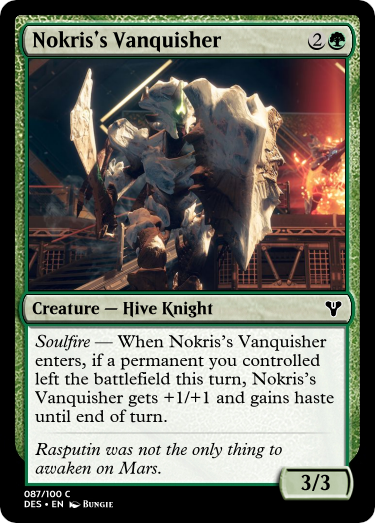 Nokris's Vanquisher 2
Creature — Hive Knight
Soulfire — When Nokris's Vanquisher
enters, if a permanent you controlled
left the battlefield this turn, Nokris's
Vanquisher gets +1/+1 and gains haste
until end of turn.
Rasputin was not the only thing to
awaken on Mars.
3/3
087/100 C
DES • EN Bungie